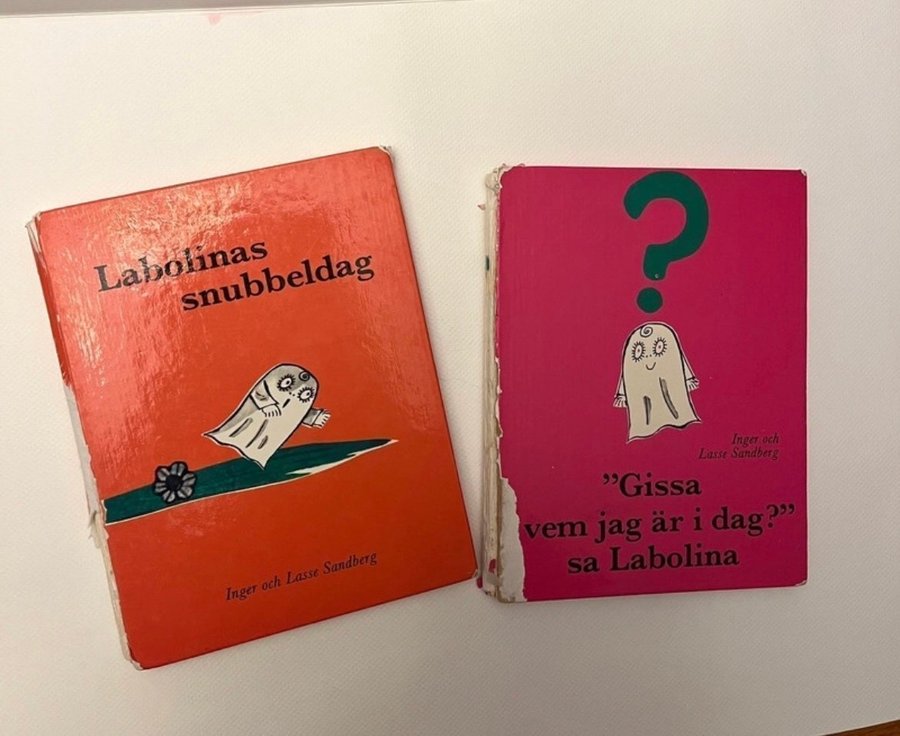 Labolinas
snubbeldag
Inger och Lasse Sandberg
?
Inger och
Lasse Sandberg
"Gissa
vem jag är i dag?"
sa Labolina